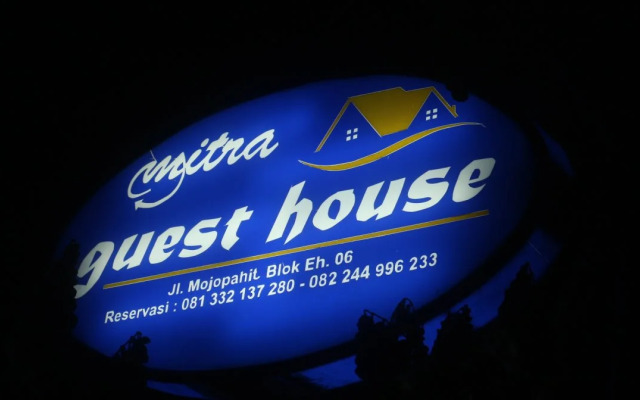 mitra
guest house
Jl. Mojopahit. Blok Eh. 06
Reservasi : 081 332 137 280 - 082 244 996 233